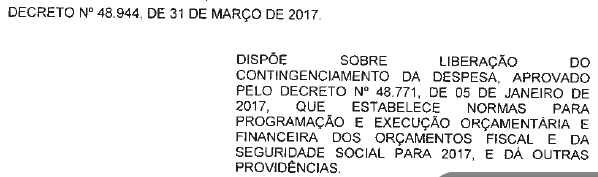 DECRETO Nº 48.944, DE 31 DE MARÇO DE 2017.
DISPÕE SOBRE LIBERAÇÃO DO
CONTINGENCIAMENTO DA DESPESA, APROVADO
PELO DECRETO Nº 48.771, DE 05 DE JANEIRO DE
2017, QUE ESTABELECE NORMAS PARA
PROGRAMAÇÃO E EXECUÇÃO ORÇAMENTÁRIA E
FINANCEIRA DOS ORÇAMENTOS FISCAL E DA
SEGURIDADE SOCIAL PARA 2017, E DÁ OUTRAS
PROVIDÊNCIAS.